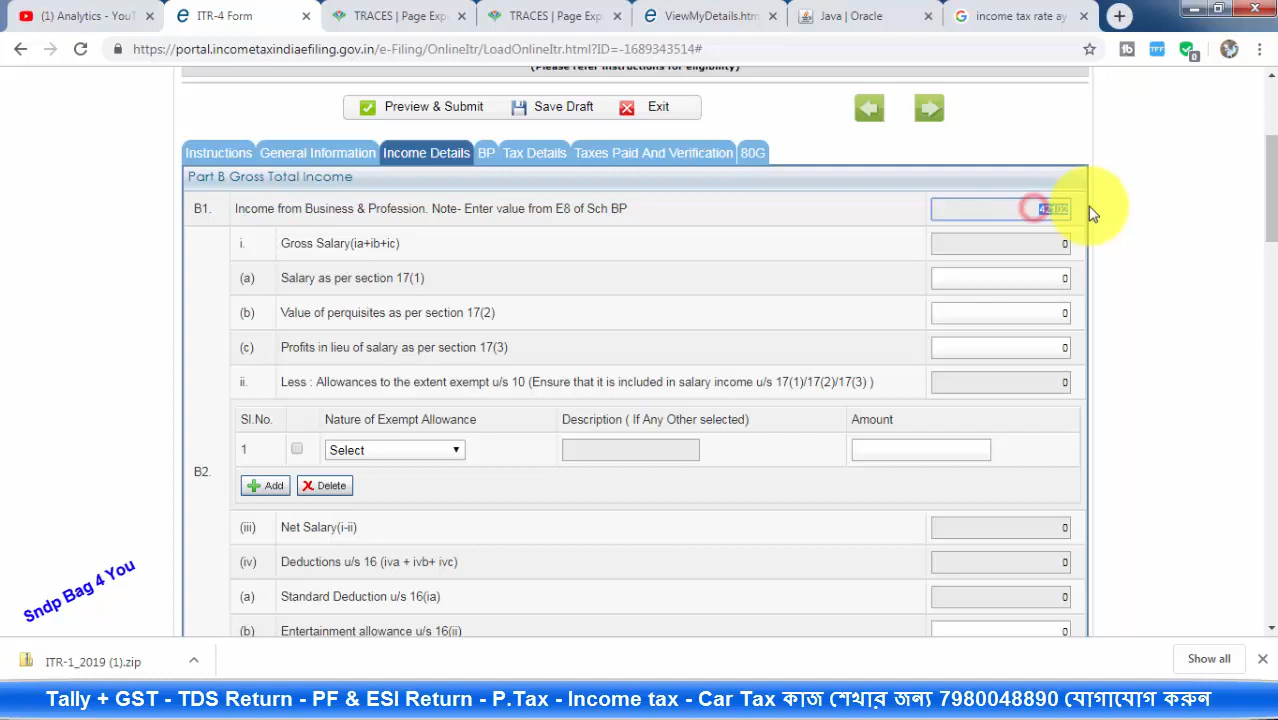 (1) Analytics - YouT
ITR-4 Form
TRACES | Page Exp
TRACES | Page Exp
ViewMyDetails.htm
Java | Oracle
income tax rate ay
https://portal.incometaxindiaefiling.gov.in/e-Filing/OnlineItr/LoadOnlineItr.html?ID=-1689343514#
(Please refer instructions for eligibility)
Preview & Submit Save Draft Exit
Instructions General Information Income Details BP Tax Details Taxes Paid And Verification 80G
Part B Gross Total Income
B1. Income from Business & Profession. Note- Enter value from E8 of Sch BP
i. Gross Salary(ia+ib+ic) 0
(a) Salary as per section 17(1) 0
(b) Value of perquisites as per section 17(2) 0
(c) Profits in lieu of salary as per section 17(3) 0
ii. Less : Allowances to the extent exempt u/s 10 (Ensure that it is included in salary income u/s 17(1)/17(2)/17(3) ) 0
Sl.No. Nature of Exempt Allowance Description ( If Any Other selected) Amount
1 Select
B2.
Add Delete
(iii) Net Salary(i-ii) 0
(iv) Deductions u/s 16 (iva + ivb+ ivc) 0
(a) Standard Deduction u/s 16(ia) 0
(b) Entertainment allowance u/s 16(ii) 0
Sndp Bag 4 You
ITR-1_2019 (1).zip
Show all
Tally + GST - TDS Return - PF & ESI Return - P.Tax - Income tax - Car Tax কাজ শেখার জন্য 7980048890 যোগাযোগ করুন